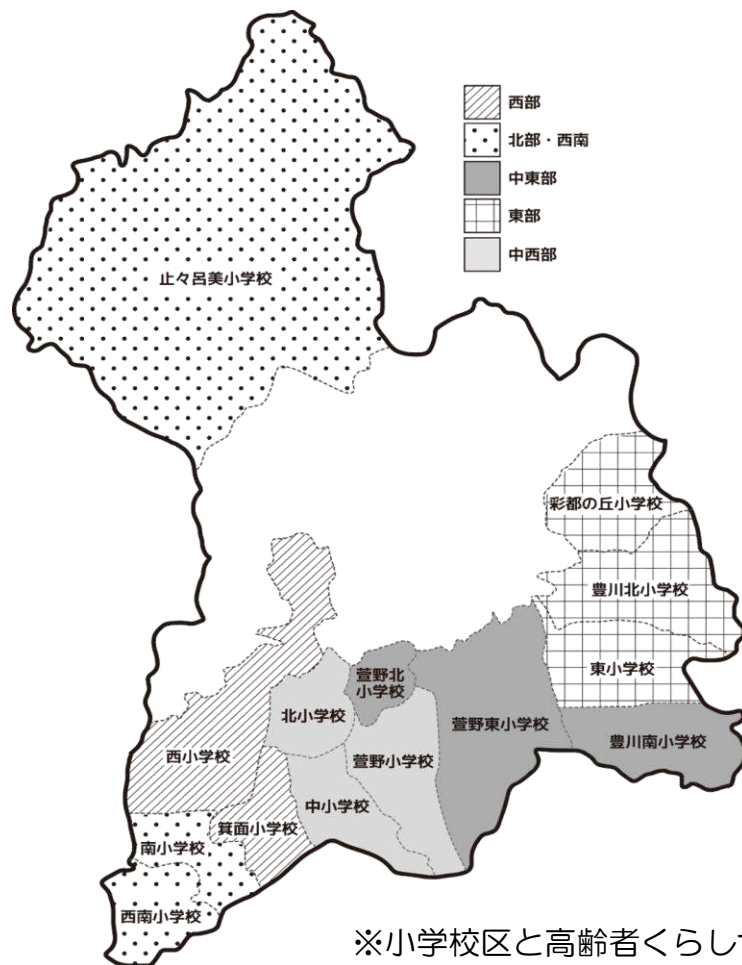 西部
北部・西南
中東部
東部
中西部
止々呂美小学校
彩都の丘小学校
豊川北小学校
東小学校
萱野北
小学校
北小学校
萱野東小学校
豊川南小学校
西小学校
萱野小学校
中小学校
箕面小学校
南小学校
西南小学校
※小学校区と高齢者くらし